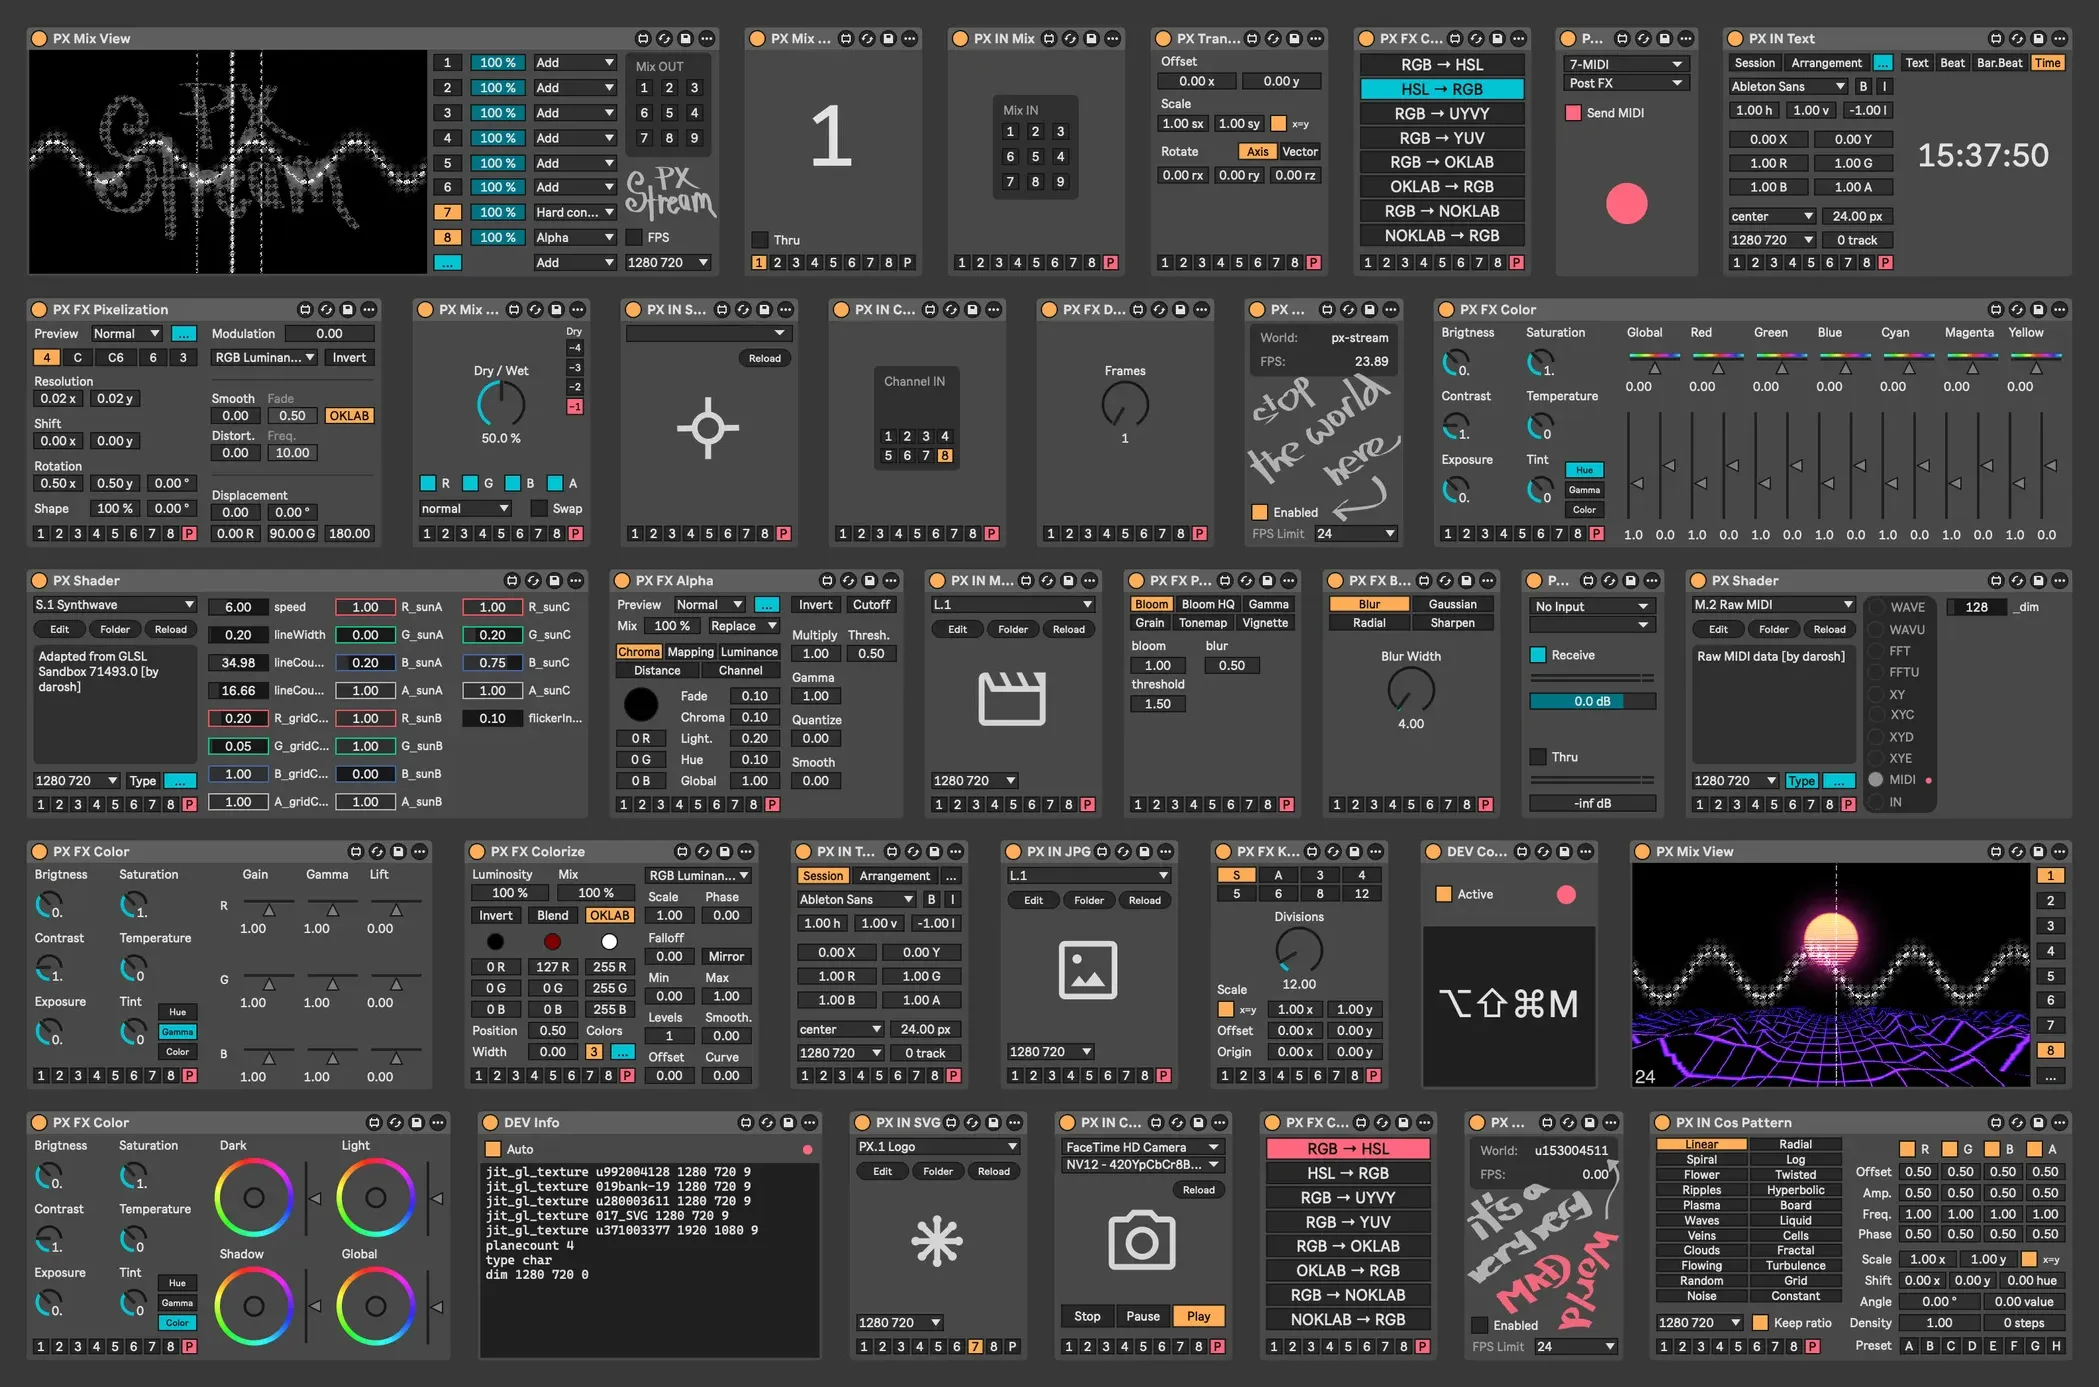 PX Mix View
1 100 % Add
2 100 % Add
3 100 % Add
4 100 % Add
5 100 % Add
6 100 % Add
7 100 % Hard con...
8 100 % Alpha
... Add 1280 720
PX Stream
Mix OUT
1 2 3
6 5 4
7 8 9
PX Stream
FPS
PX Mix ...
1
Thru
1 2 3 4 5 6 7 8 P
PX IN Mix
Mix IN
1 2 3
6 5 4
7 8 9
1 2 3 4 5 6 7 8 P
PX Tran...
Offset
0.00 x 0.00 y
Scale
1.00 sx 1.00 sy x=y
Rotate Axis Vector
0.00 rx 0.00 ry 0.00 rz
1 2 3 4 5 6 7 8 P
PX FX C...
RGB → HSL
HSL → RGB
RGB → UYVY
RGB → YUV
RGB → OKLAB
OKLAB → RGB
RGB → NOKLAB
NOKLAB → RGB
1 2 3 4 5 6 7 8 P
P...
7-MIDI
Post FX
Send MIDI
PX IN Text
Session Arrangement ... Text Beat Bar.Beat Time
Ableton Sans B I
1.00 h 1.00 v -1.00 l
0.00 X 0.00 Y
1.00 R 1.00 G
1.00 B 1.00 A
center 24.00 px
1280 720 0 track
1 2 3 4 5 6 7 8 P
15:37:50
PX FX Pixelization
Preview Normal ... Modulation 0.00
4 C C6 6 3 RGB Luminan... Invert
Resolution
0.02 x 0.02 y
Smooth Fade
0.00 0.50 OKLAB
Shift
0.00 x 0.00 y
Distort. Freq.
0.00 10.00
Rotation
0.50 x 0.50 y 0.00 °
Displacement
Shape 100 % 0.00 ° 0.00 0.00 °
1 2 3 4 5 6 7 8 P 0.00 R 90.00 G 180.00
PX Mix ...
Dry
-4
-3
-2
-1
Dry / Wet
50.0 %
R G B A
normal Swap
1 2 3 4 5 6 7 8 P
PX IN S...
Reload
1 2 3 4 5 6 7 8 P
PX IN C...
Channel IN
1 2 3 4
5 6 7 8
1 2 3 4 5 6 7 8 P
PX FX D...
Frames
1
1 2 3 4 5 6 7 8 P
PX ...
World: px-stream
FPS: 23.89
stop the world here
Enabled
FPS Limit 24
PX FX Color
Brigtness Saturation Global Red Green Blue Cyan Magenta Yellow
0. 1. 0.00 0.00 0.00 0.00 0.00 0.00 0.00
Contrast Temperature
1. 0
Exposure Tint
0. 0
Hue
Gamma
Color
1 2 3 4 5 6 7 8 P 1.0 0.0 1.0 0.0 1.0 0.0 1.0 0.0 1.0 0.0 1.0 0.0 1.0 0.0
PX Shader
S.1 Synthwave
Edit Folder Reload
Adapted from GLSL
Sandbox 71493.0 [by
darosh]
1280 720 Type ...
1 2 3 4 5 6 7 8 P
6.00 speed 1.00 R_sunA 1.00 R_sunC
0.20 lineWidth 0.00 G_sunA 0.20 G_sunC
34.98 lineCou... 0.20 B_sunA 0.75 B_sunC
16.66 lineCou... 1.00 A_sunA 1.00 A_sunC
0.20 R_gridC... 1.00 R_sunB 0.10 flickerIn...
0.05 G_gridC... 1.00 G_sunB
1.00 B_gridC... 0.00 B_sunB
1.00 A_gridC... 1.00 A_sunB
PX FX Alpha
Preview Normal ... Invert Cutoff
Mix 100 % Replace
Multiply Thresh.
1.00 0.50
Chroma Mapping Luminance
Distance Channel
Gamma
1.00
Fade 0.10
Chroma 0.10
Quantize
0.00
0 R Light. 0.20
0 G Hue 0.10
0 B Global 1.00
Smooth
0.00
1 2 3 4 5 6 7 8 P
PX IN M...
L.1
Edit Folder Reload
1280 720
1 2 3 4 5 6 7 8 P
PX FX P...
Bloom Bloom HQ Gamma
Grain Tonemap Vignette
bloom blur
1.00 0.50
threshold
1.50
1 2 3 4 5 6 7 8 P
PX FX B...
Blur Gaussian
Radial Sharpen
Blur Width
4.00
1 2 3 4 5 6 7 8 P
P...
No Input
Receive
0.0 dB
Thru
-inf dB
PX Shader
M.2 Raw MIDI
Edit Folder Reload
Raw MIDI data [by darosh]
1280 720 Type ...
1 2 3 4 5 6 7 8 P
WAVE
WAVU
FFT
FFTU
XY
XYC
XYD
XYE
MIDI
IN
128 _dim
PX FX Color
Brigtness Saturation Gain Gamma Lift
0. 1. R 1.00 1.00 0.00
Contrast Temperature
1. 0 G 1.00 1.00 0.00
Exposure Tint
0. 0 B 1.00 1.00 0.00
Hue
Gamma
Color
1 2 3 4 5 6 7 8 P
PX FX Colorize
Luminosity Mix RGB Luminan...
100 % 100 %
Scale Phase
Invert Blend OKLAB 1.00 0.00
Falloff
0.00 Mirror
0 R 127 R 255 R
0 G 0 G 255 G
0 B 0 B 255 B
Min Max
0.00 1.00
Levels Smooth.
1 0.00
Position 0.50 Colors
Width 0.00 3 ...
Offset Curve
0.00 0.00
1 2 3 4 5 6 7 8 P
PX IN T...
Session Arrangement ...
Ableton Sans B I
1.00 h 1.00 v -1.00 l
0.00 X 0.00 Y
1.00 R 1.00 G
1.00 B 1.00 A
center 24.00 px
1280 720 0 track
1 2 3 4 5 6 7 8 P
PX IN JPG
L.1
Edit Folder Reload
1280 720
1 2 3 4 5 6 7 8 P
PX FX K...
S A 3 4
5 6 8 12
Divisions
12.00
Scale
x=y 1.00 x 1.00 y
Offset 0.00 x 0.00 y
Origin 0.00 x 0.00 y
1 2 3 4 5 6 7 8 P
DEV Co...
Active
⌥⇧⌘M
PX Mix View
24
1
2
3
4
5
6
7
8
...
PX FX Color
Brigtness Saturation Dark Light
0. 1.
Contrast Temperature
1. 0
Shadow Global
Exposure Tint
0. 0
Hue
Gamma
Color
1 2 3 4 5 6 7 8 P
DEV Info
Auto
jit_gl_texture u992004128 1280 720 9
jit_gl_texture 019bank-19 1280 720 9
jit_gl_texture u280003611 1280 720 9
jit_gl_texture 017_SVG 1280 720 9
jit_gl_texture u371003377 1920 1080 9
planecount 4
type char
dim 1280 720 0
PX IN SVG
PX.1 Logo
Edit Folder Reload
1280 720
1 2 3 4 5 6 7 8 P
PX IN C...
FaceTime HD Camera
NV12 - 420YpCbCr8B...
Reload
Stop Pause Play
1 2 3 4 5 6 7 8 P
PX FX C...
RGB → HSL
HSL → RGB
RGB → UYVY
RGB → YUV
RGB → OKLAB
OKLAB → RGB
RGB → NOKLAB
NOKLAB → RGB
1 2 3 4 5 6 7 8 P
PX ...
World: u153004511
FPS: 0.00
it's a very very MAD World
Enabled
FPS Limit 24
PX IN Cos Pattern
Linear Radial
Spiral Log
Flower Twisted
Ripples Hyperbolic
Plasma Board
Waves Liquid
Veins Cells
Clouds Fractal
Flowing Turbulence
Random Grid
Noise Constant
1280 720 Keep ratio
1 2 3 4 5 6 7 8 P
R G B A
Offset 0.50 0.50 0.50 0.50
Amp. 0.50 0.50 0.50 0.50
Freq. 1.00 1.00 1.00 1.00
Phase 0.50 0.50 0.50 0.50
Scale 1.00 x 1.00 y x=y
Shift 0.00 x 0.00 y 0.00 hue
Angle 0.00 ° 0.00 value
Density 1.00 0 steps
Preset A B C D E F G H